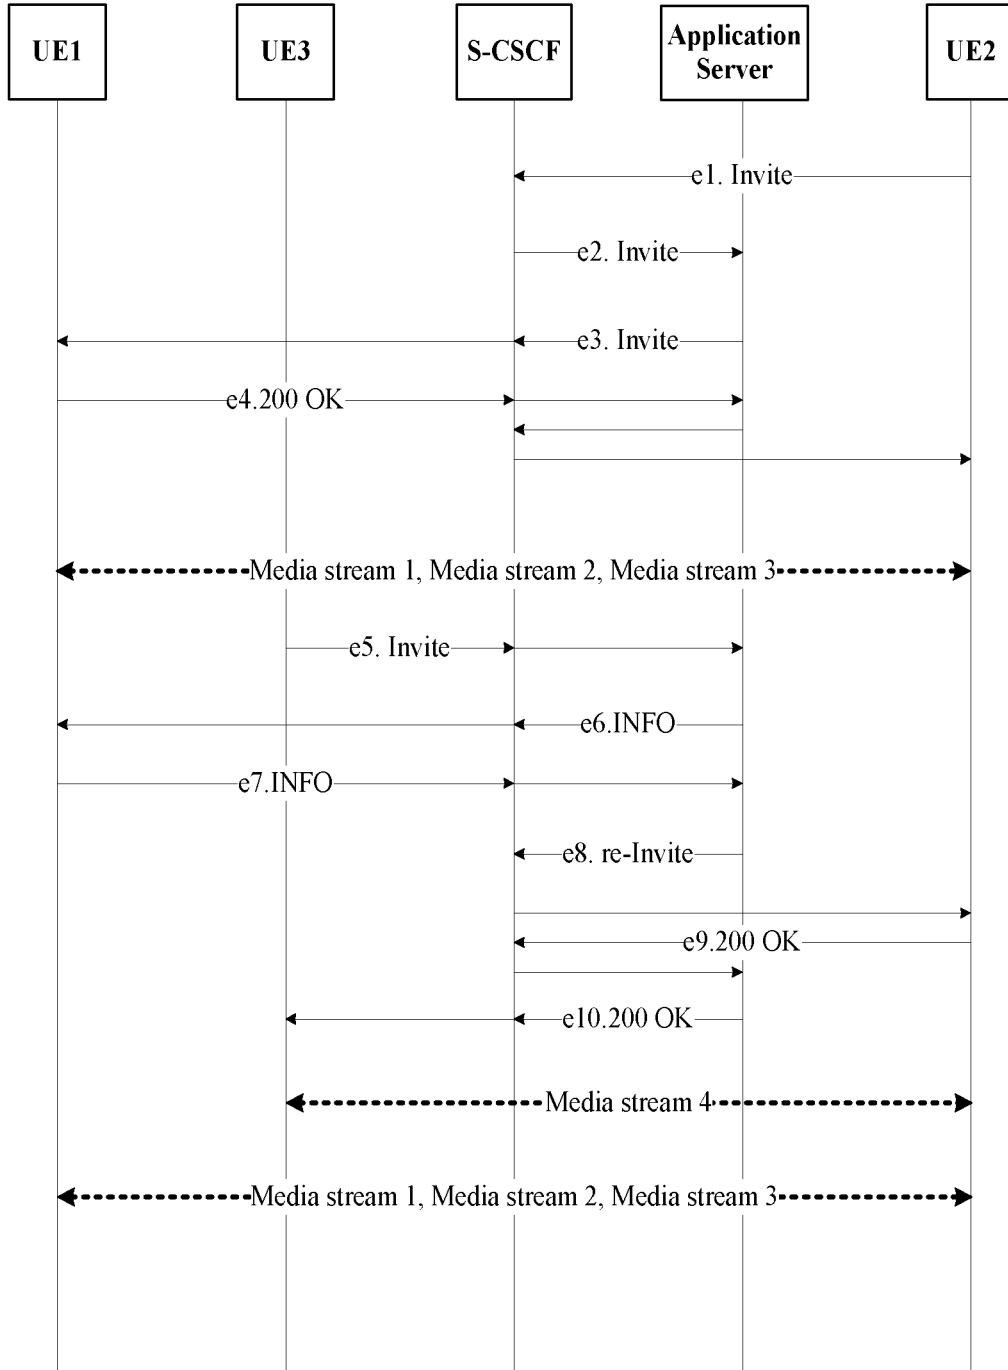 UE1
UE3
S-CSCF
Application
Server
UE2
e1. Invite
e2. Invite
e3. Invite
e4.200 OK
Media stream 1, Media stream 2, Media stream 3
e5. Invite
e6.INFO
e7.INFO
e8. re-Invite
e9.200 OK
e10.200 OK
Media stream 4
Media stream 1, Media stream 2, Media stream 3